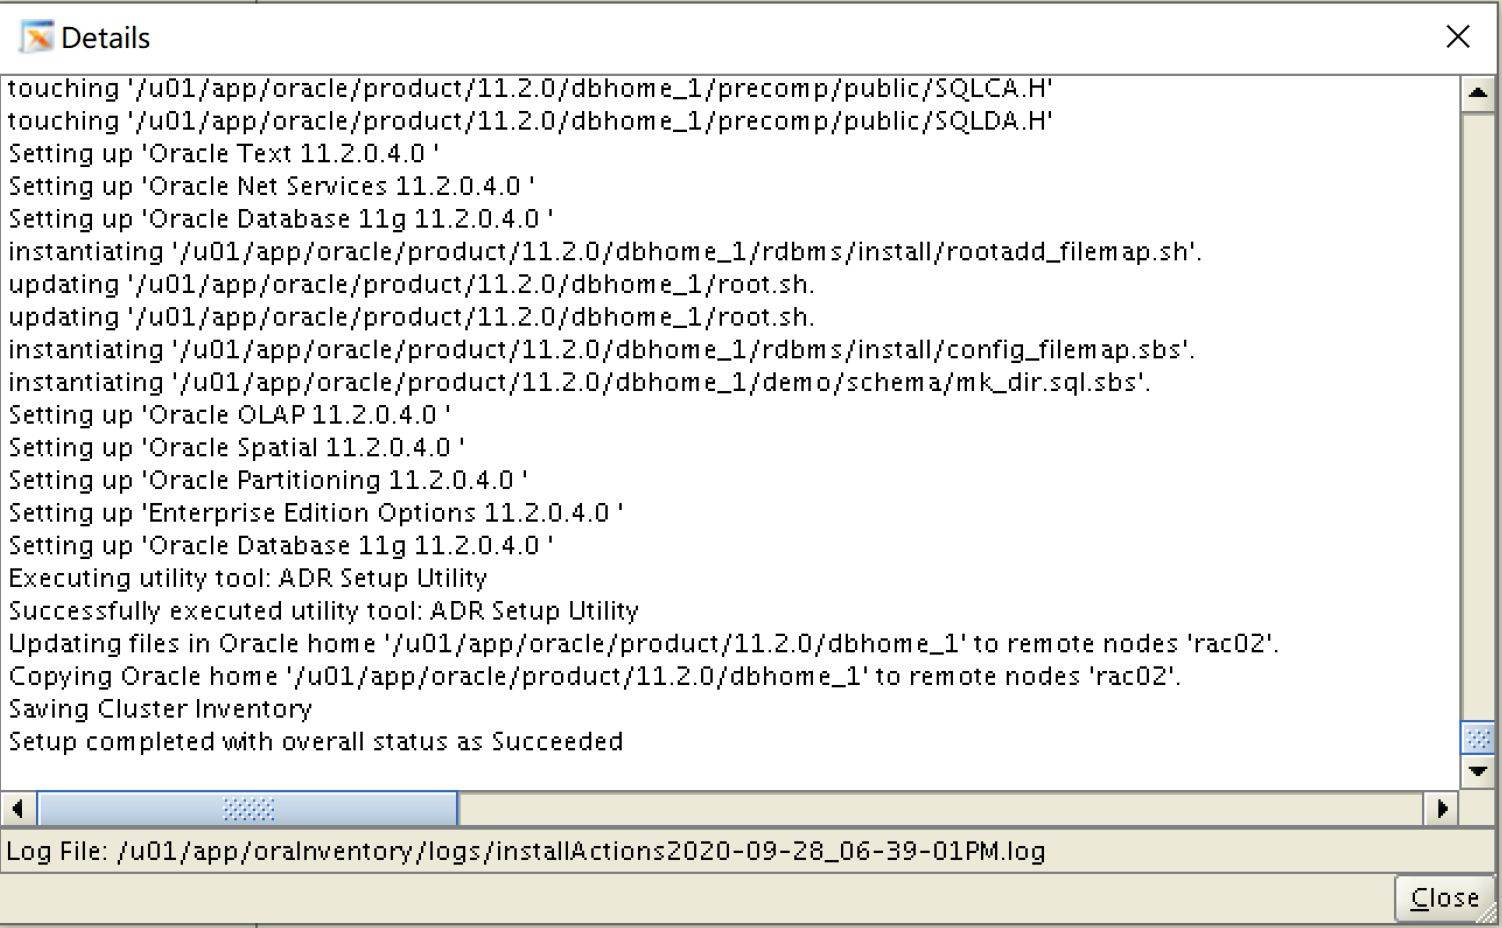 Details
touching '/u01/app/oracle/product/11.2.0/dbhome_1/precomp/public/SQLCA.H'
touching '/u01/app/oracle/product/11.2.0/dbhome_1/precomp/public/SQLDA.H'
Setting up 'Oracle Text 11.2.0.4.0 '
Setting up 'Oracle Net Services 11.2.0.4.0 '
Setting up 'Oracle Database 11g 11.2.0.4.0 '
instantiating '/u01/app/oracle/product/11.2.0/dbhome_1/rdbms/install/rootadd_filemap.sh'.
updating '/u01/app/oracle/product/11.2.0/dbhome_1/root.sh.
updating '/u01/app/oracle/product/11.2.0/dbhome_1/root.sh.
instantiating '/u01/app/oracle/product/11.2.0/dbhome_1/rdbms/install/config_filemap.sbs'.
instantiating '/u01/app/oracle/product/11.2.0/dbhome_1/demo/schema/mk_dir.sql.sbs'.
Setting up 'Oracle OLAP 11.2.0.4.0 '
Setting up 'Oracle Spatial 11.2.0.4.0 '
Setting up 'Oracle Partitioning 11.2.0.4.0 '
Setting up 'Enterprise Edition Options 11.2.0.4.0 '
Setting up 'Oracle Database 11g 11.2.0.4.0 '
Executing utility tool: ADR Setup Utility
Successfully executed utility tool: ADR Setup Utility
Updating files in Oracle home '/u01/app/oracle/product/11.2.0/dbhome_1' to remote nodes 'rac02'.
Copying Oracle home '/u01/app/oracle/product/11.2.0/dbhome_1' to remote nodes 'rac02'.
Saving Cluster Inventory
Setup completed with overall status as Succeeded
Log File: /u01/app/oraInventory/logs/installActions2020-09-28_06-39-01PM.log
Close